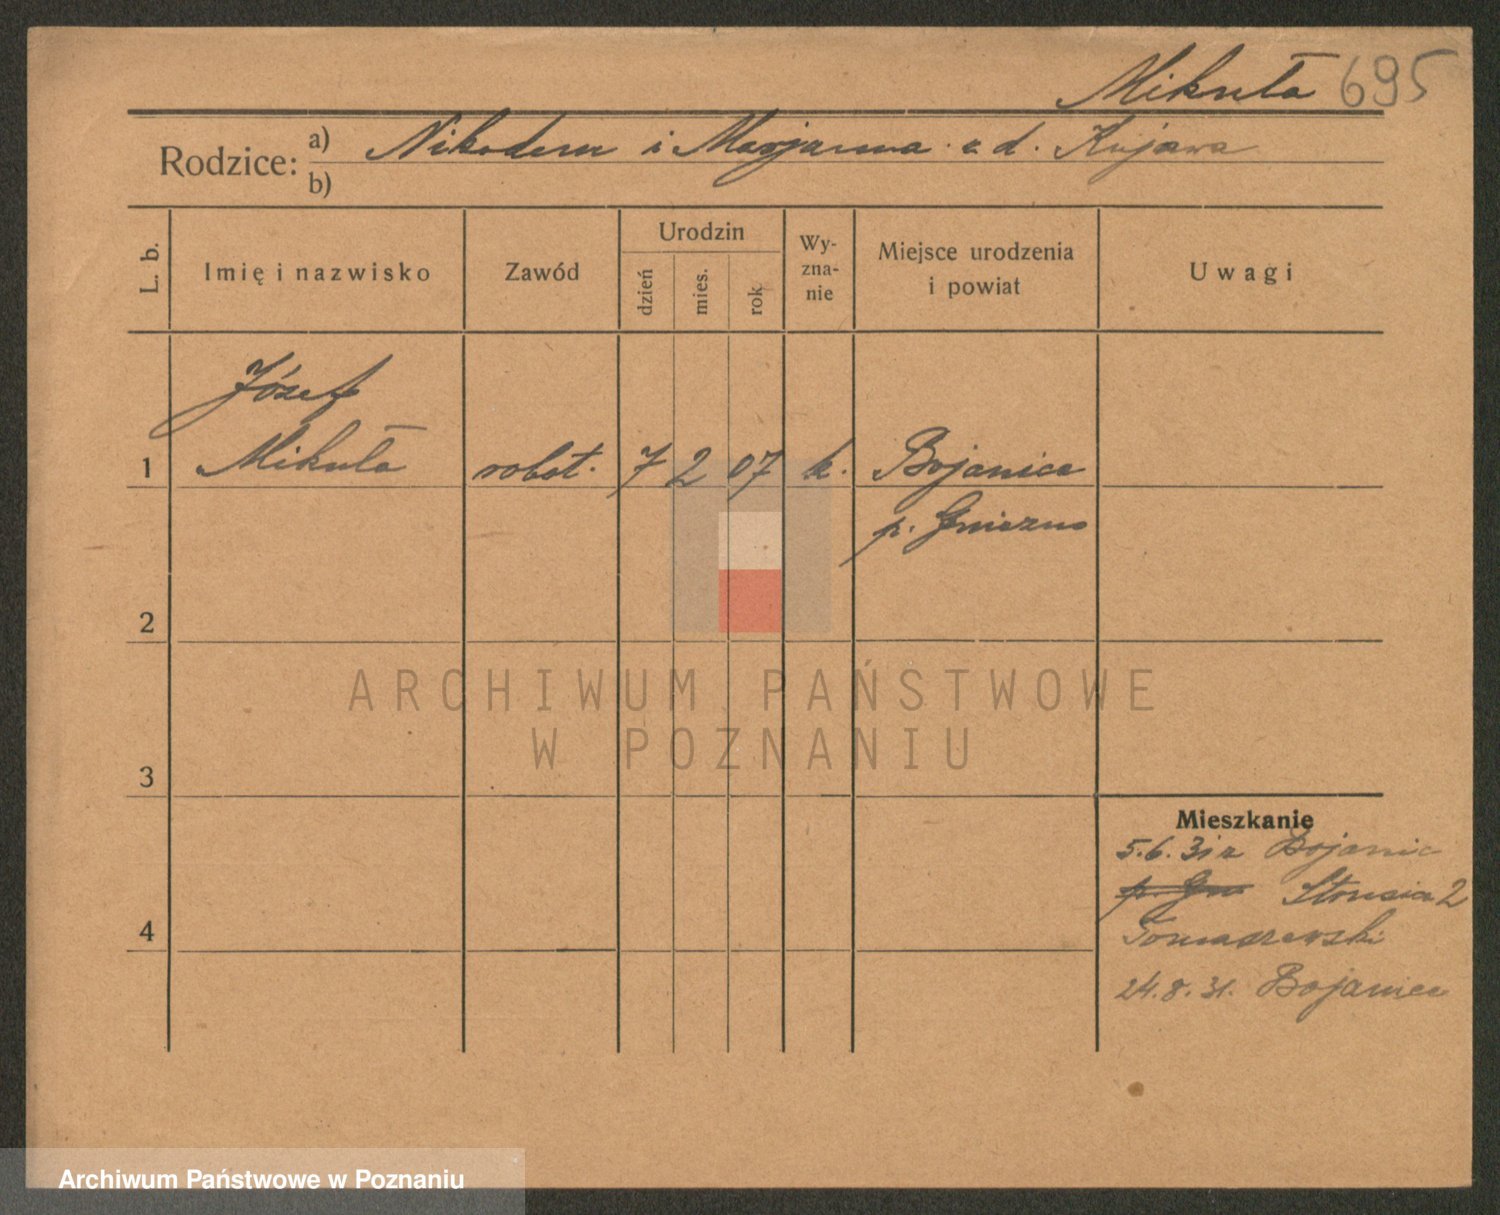 Mikuła 695
Rodzice: a) Nikodem i Marjanna z d. Kujawa
b)
L. b.
Imię i nazwisko
Zawód
Urodzin
dzień
mies.
rok
Wy-
zna-
nie
Miejsce urodzenia
i powiat
Uwagi
Józef
1 Mikuła robot. 7 2 07 k. Bojanice
p. Gniezno
2
3
4
Mieszkanie
5.6.31 z Bojanic
p. Gn. 2
Tomaszewski
24.8.31. Bojanice
ARCHIWUM PAŃSTWOWE
W POZNANIU
Archiwum Państwowe w Poznaniu